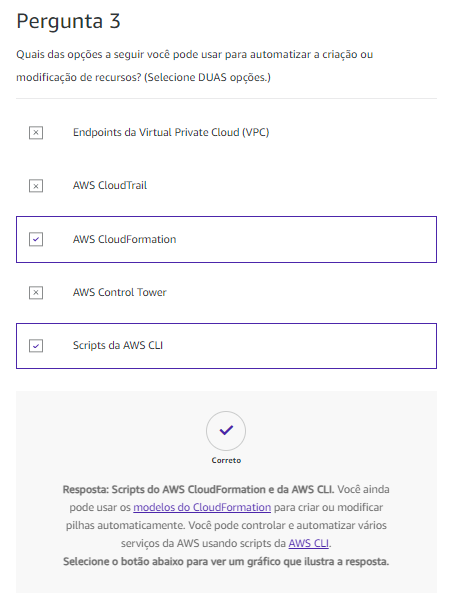 Pergunta 3
Quais das opções a seguir você pode usar para automatizar a criação ou
modificação de recursos? (Selecione DUAS opções.)
Endpoints da Virtual Private Cloud (VPC)
AWS CloudTrail
AWS CloudFormation
AWS Control Tower
Scripts da AWS CLI
Correto
Resposta: Scripts do AWS CloudFormation e da AWS CLI. Você ainda
pode usar os modelos do CloudFormation para criar ou modificar
pilhas automaticamente. Você pode controlar e automatizar vários
serviços da AWS usando scripts da AWS CLI.
Selecione o botão abaixo para ver um gráfico que ilustra a resposta.